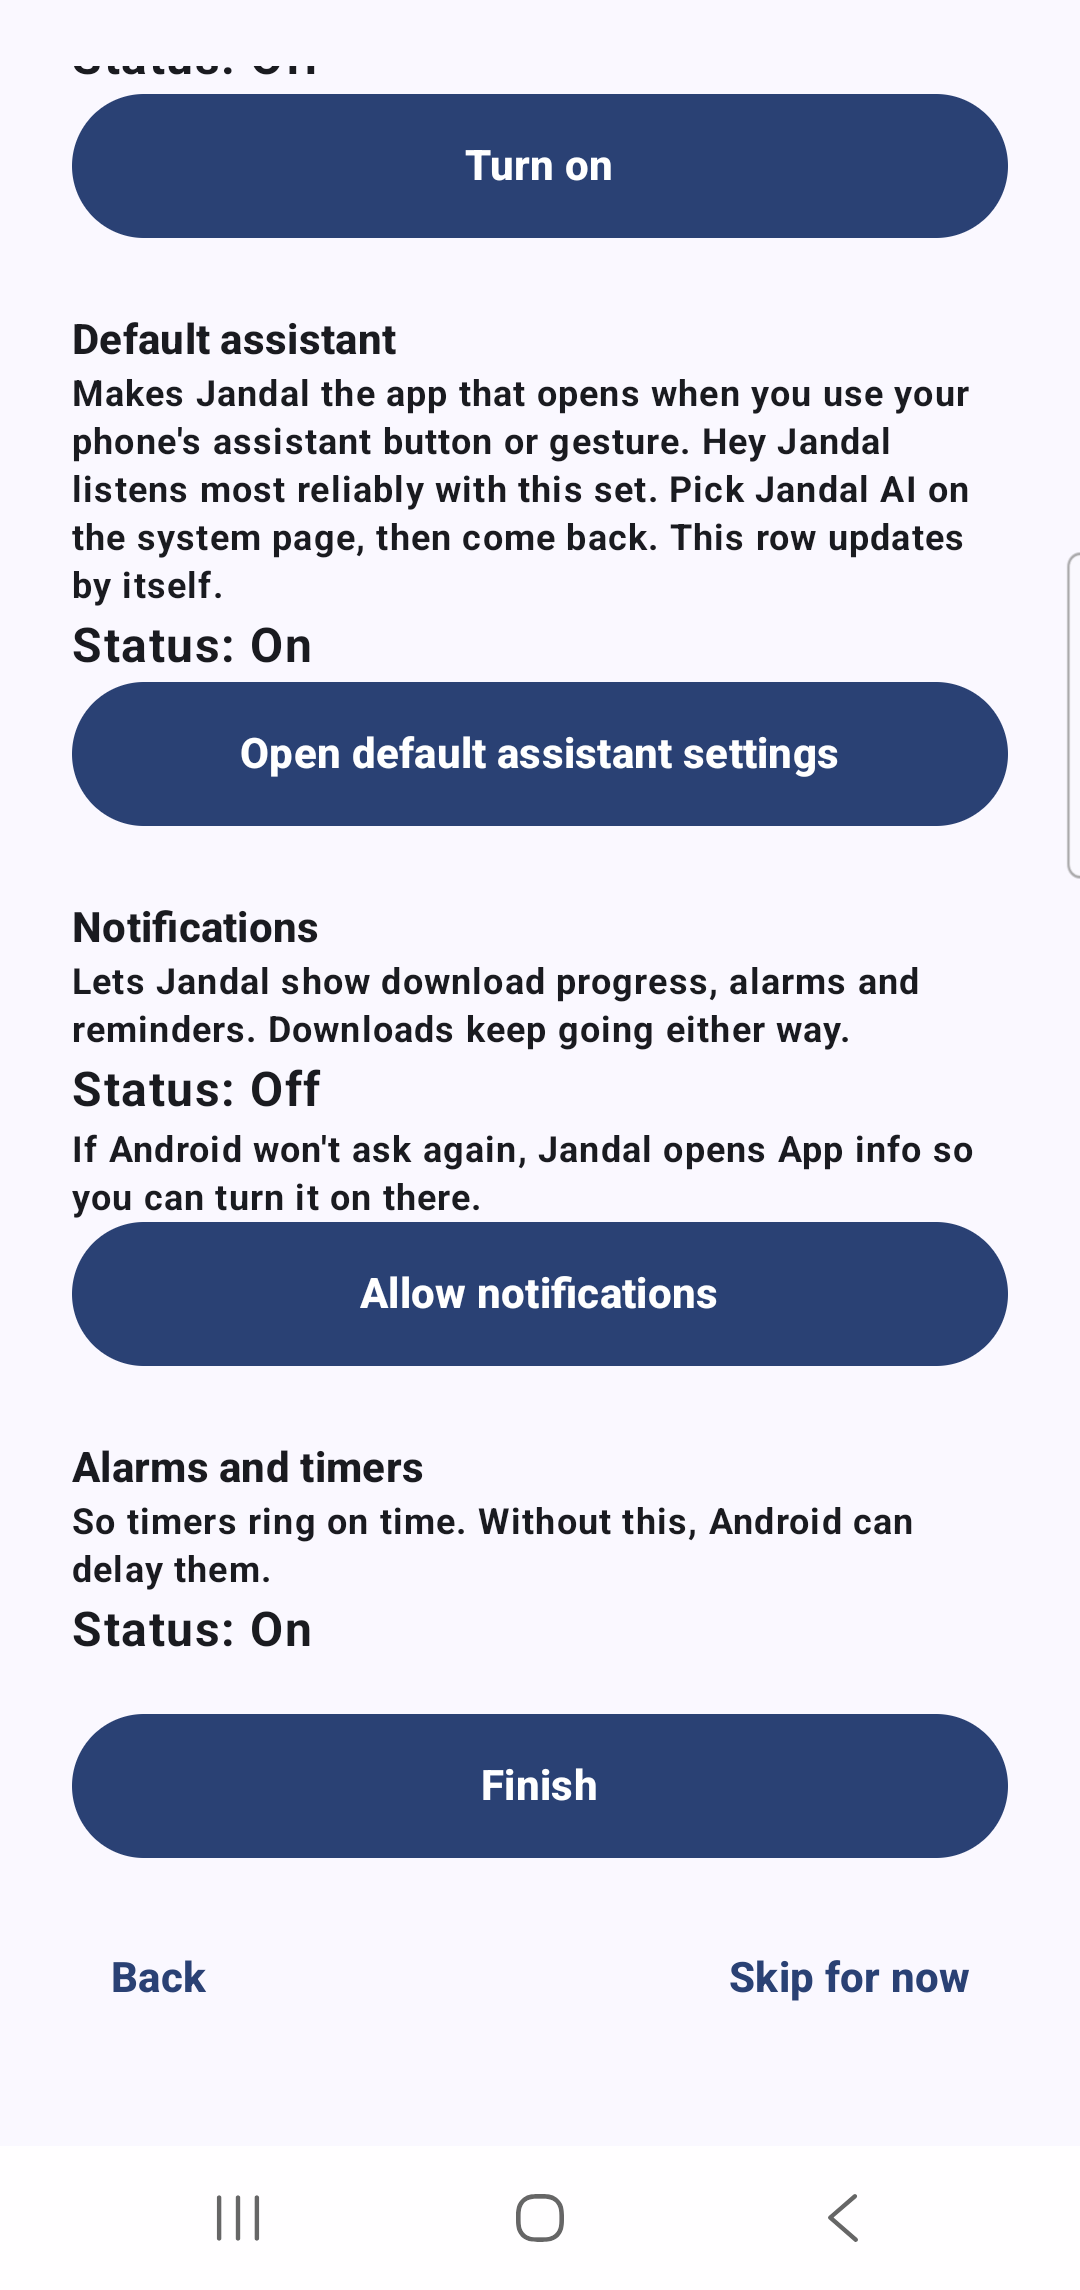 Turn on
Default assistant
Makes Jandal the app that opens when you use your
phone's assistant button or gesture. Hey Jandal
listens most reliably with this set. Pick Jandal AI on
the system page, then come back. This row updates
by itself.
Status: On
Open default assistant settings
Notifications
Lets Jandal show download progress, alarms and
reminders. Downloads keep going either way.
Status: Off
If Android won't ask again, Jandal opens App info so
you can turn it on there.
Allow notifications
Alarms and timers
So timers ring on time. Without this, Android can
delay them.
Status: On
Finish
Back
Skip for now